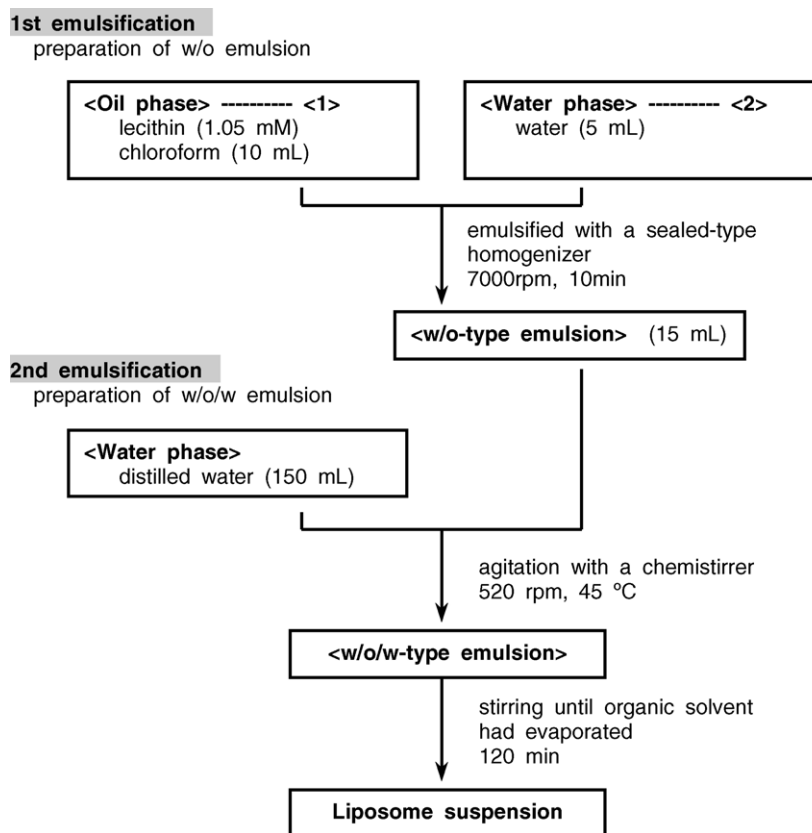 1st emulsification
preparation of w/o emulsion
<Oil phase> ---------- <1>
lecithin (1.05 mM)
chloroform (10 mL)
<Water phase> ---------- <2>
water (5 mL)
emulsified with a sealed-type
homogenizer
7000rpm, 10min
<w/o-type emulsion> (15 mL)
2nd emulsification
preparation of w/o/w emulsion
<Water phase>
distilled water (150 mL)
agitation with a chemistirrer
520 rpm, 45 ºC
<w/o/w-type emulsion>
stirring until organic solvent
had evaporated
120 min
Liposome suspension